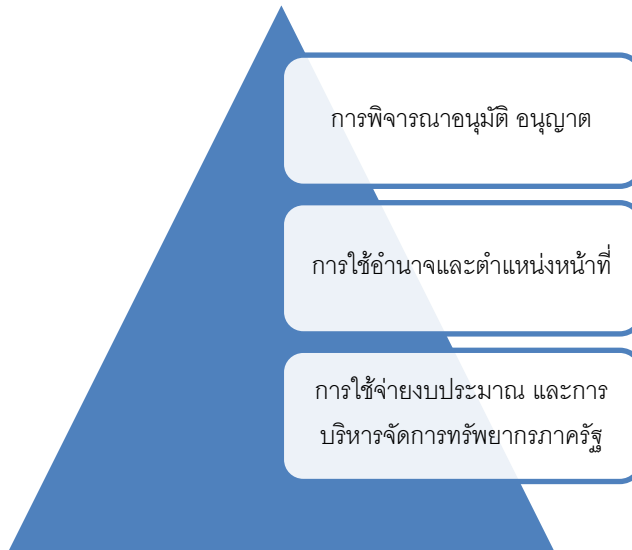 การพิจารณาอนุมัติ อนุญาต
การใช้อำนาจและตำแหน่งหน้าที่
การใช้จ่ายงบประมาณ และการ
บริหารจัดการทรัพยากรภาครัฐ